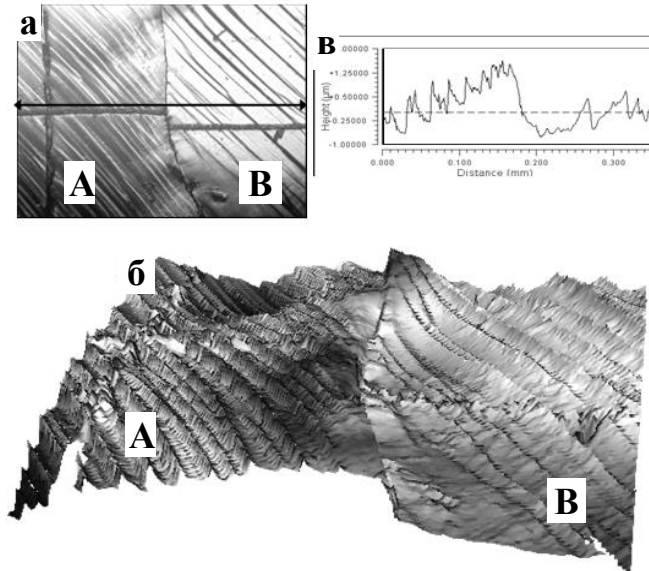 а
A
B
в
.00000
+1.25000
+0.50000
-0.25000
-1.00000
Height (µm)
0.000 0.100 0.200 0.300
Distance (mm)
б
A
B